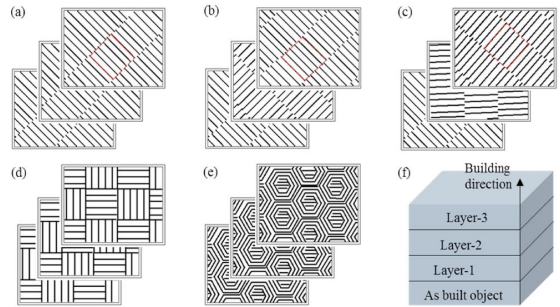 (a)
(b)
(c)
(d)
(e)
(f)
Building
direction
Layer-3
Layer-2
Layer-1
As built object